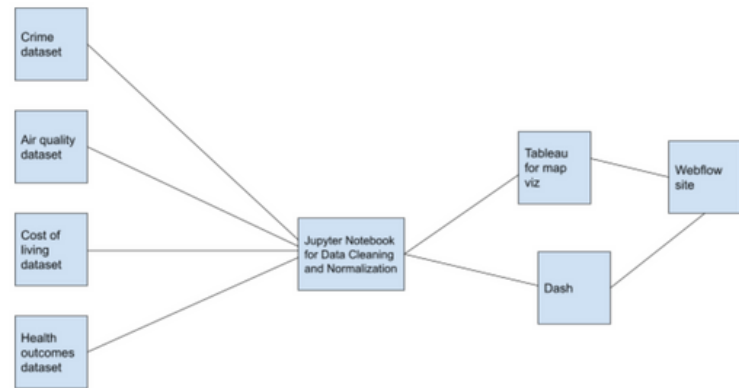 Crime
dataset
Air quality
dataset
Cost of
living
dataset
Health
outcomes
dataset
Jupyter Notebook
for Data Cleaning
and Normalization
Tableau
for map
viz
Dash
Webflow
site